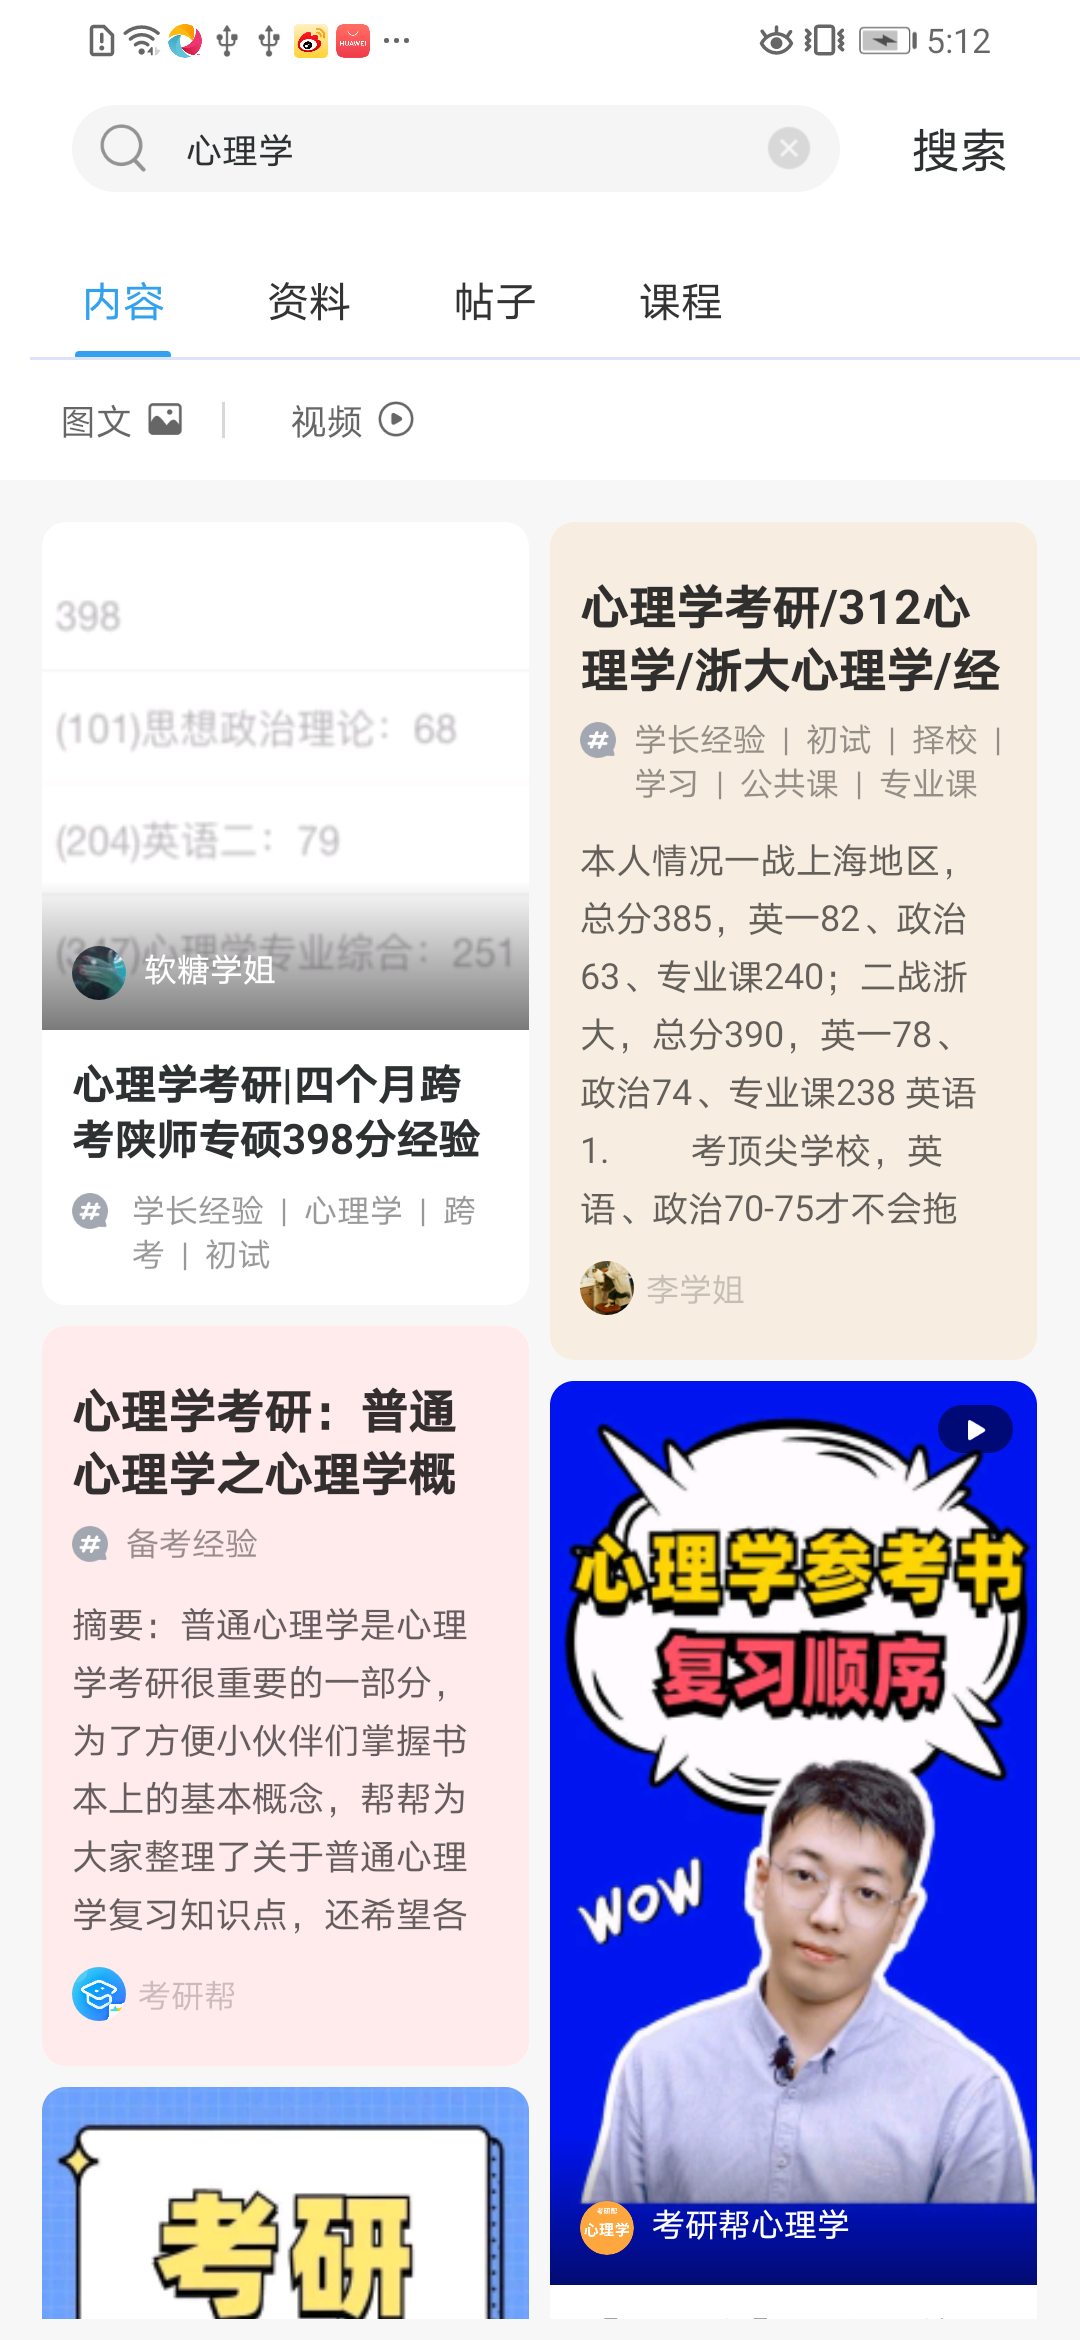 5:12
心理学
搜索
内容 资料 帖子 课程
图文 视频
398
(101)思想政治理论：68
(204)英语二：79
(347)心理学专业综合：251
软糖学姐
心理学考研|四个月跨
考陕师专硕398分经验
学长经验 | 心理学 | 跨
考 | 初试
心理学考研：普通
心理学之心理学概
备考经验
摘要：普通心理学是心理
学考研很重要的一部分，
为了方便小伙伴们掌握书
本上的基本概念，帮帮为
大家整理了关于普通心理
学复习知识点，还希望各
考研帮
考研
心理学考研/312心
理学/浙大心理学/经
学长经验 | 初试 | 择校 |
学习 | 公共课 | 专业课
本人情况一战上海地区，
总分385，英一82、政治
63、专业课240；二战浙
大，总分390，英一78、
政治74、专业课238 英语
1. 考顶尖学校，英
语、政治70-75才不会拖
李学姐
心理学参考书
复习顺序
WOW
考研帮
心理学
考研帮心理学